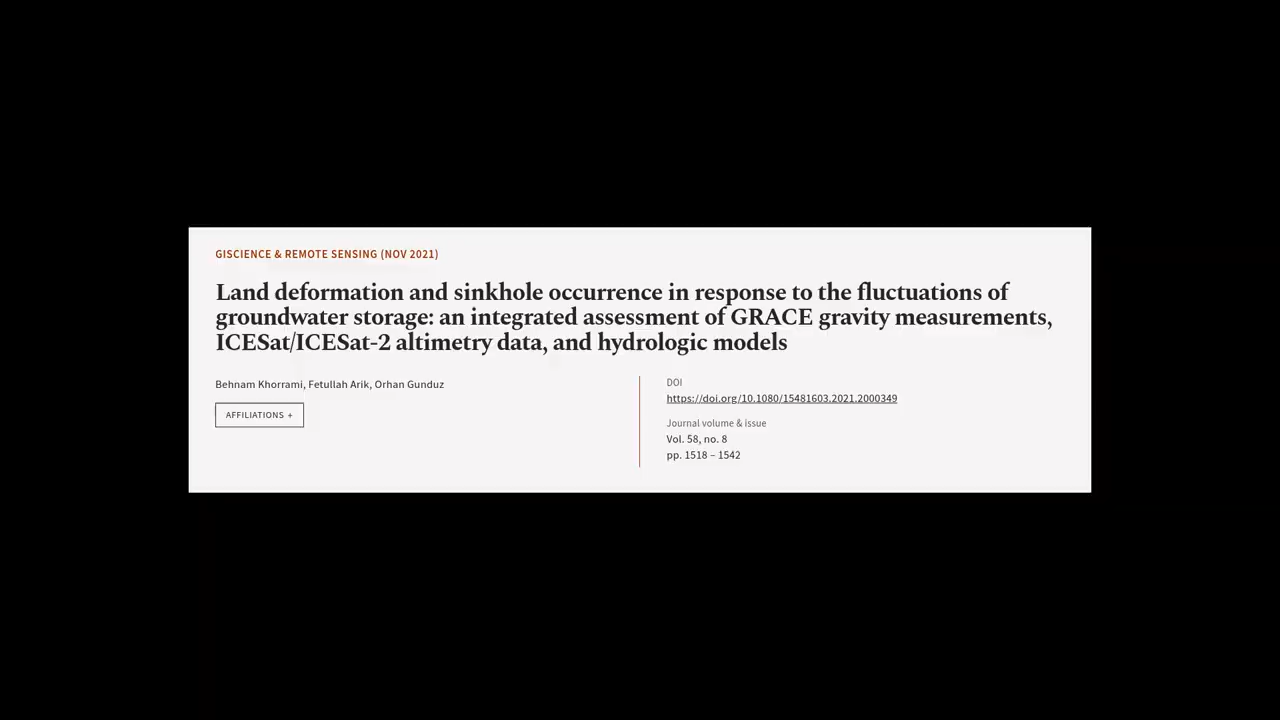 GISCIENCE & REMOTE SENSING (NOV 2021)
Land deformation and sinkhole occurrence in response to the fluctuations of
groundwater storage: an integrated assessment of GRACE gravity measurements,
ICESat/ICESat-2 altimetry data, and hydrologic models
Behnam Khorrami, Fetullah Arik, Orhan Gunduz
AFFILIATIONS +
DOI
https://doi.org/10.1080/15481603.2021.2000349
Journal volume & issue
Vol. 58, no. 8
pp. 1518 – 1542